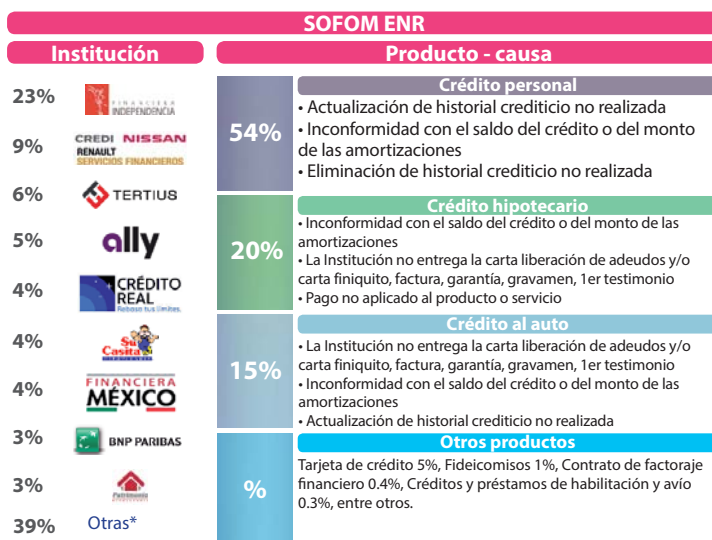 SOFOM ENR
Institución
Producto - causa
23%
FINANCIERA
INDEPENDENCIA
9%
CREDI NISSAN
RENAULT
SERVICIOS FINANCIEROS
6%
TERTIUS
5%
ally
4%
CRÉDITO
REAL
Rebasa tus límites.
4%
Su
Casita
4%
FINANCIERA
MÉXICO
3%
BNP PARIBAS
3%
Patrimonio
39%
Otras*
54%
Crédito personal
• Actualización de historial crediticio no realizada
• Inconformidad con el saldo del crédito o del monto
de las amortizaciones
• Eliminación de historial crediticio no realizada
20%
Crédito hipotecario
• Inconformidad con el saldo del crédito o del monto de las
amortizaciones
• La Institución no entrega la carta liberación de adeudos y/o
carta finiquito, factura, garantía, gravamen, 1er testimonio
• Pago no aplicado al producto o servicio
15%
Crédito al auto
• La Institución no entrega la carta liberación de adeudos y/o
carta finiquito, factura, garantía, gravamen, 1er testimonio
• Inconformidad con el saldo del crédito o del monto de las
amortizaciones
• Actualización de historial crediticio no realizada
%
Otros productos
Tarjeta de crédito 5%, Fideicomisos 1%, Contrato de factoraje
financiero 0.4%, Créditos y préstamos de habilitación y avío
0.3%, entre otros.